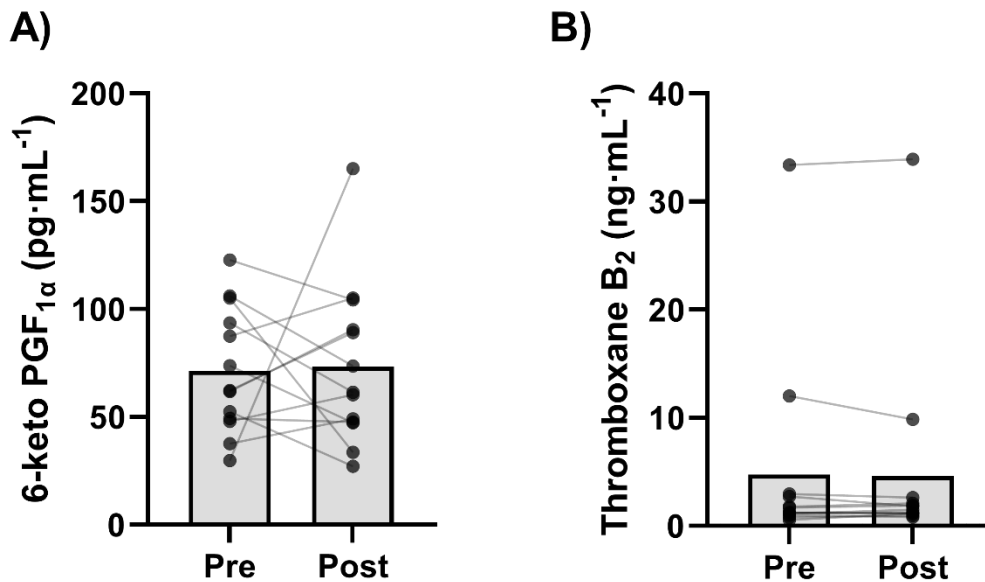 A)
6-keto PGF1α (pg·mL-1)
200
150
100
50
0
Pre Post
B)
Thromboxane B2 (ng·mL-1)
40
30
20
10
0
Pre Post